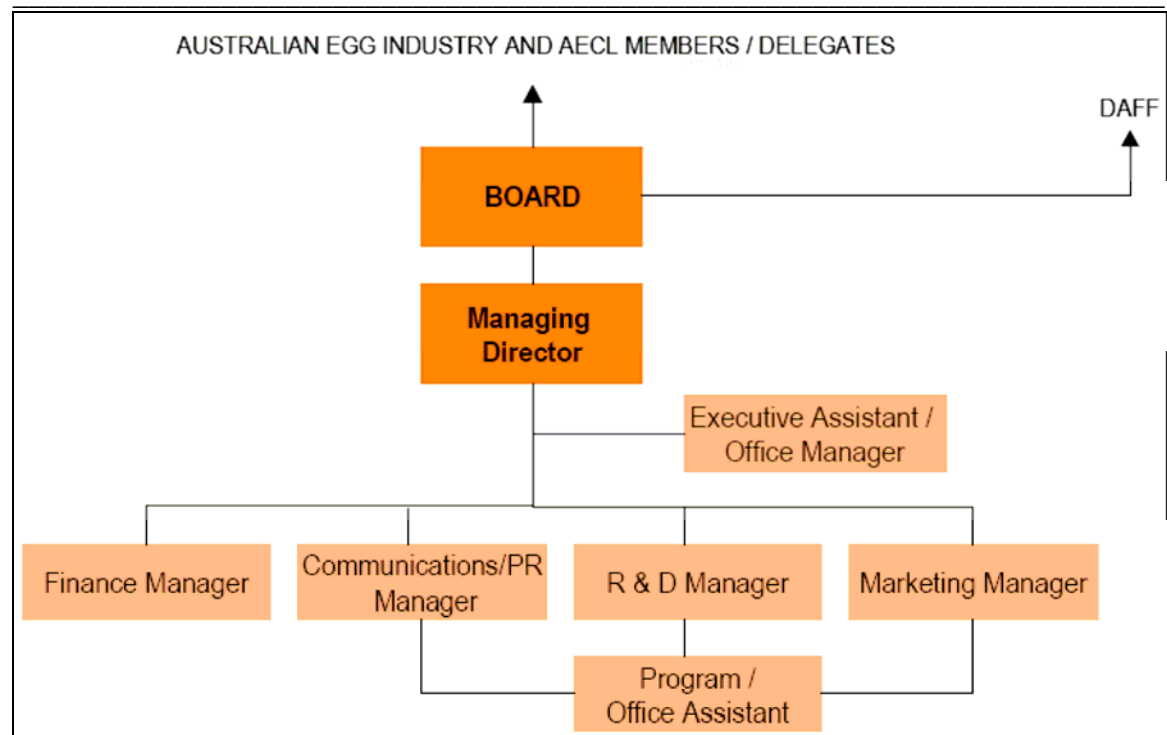 AUSTRALIAN EGG INDUSTRY AND AECL MEMBERS / DELEGATES
DAFF
BOARD
Managing
Director
Executive Assistant /
Office Manager
Finance Manager
Communications/PR
Manager
R & D Manager
Marketing Manager
Program /
Office Assistant